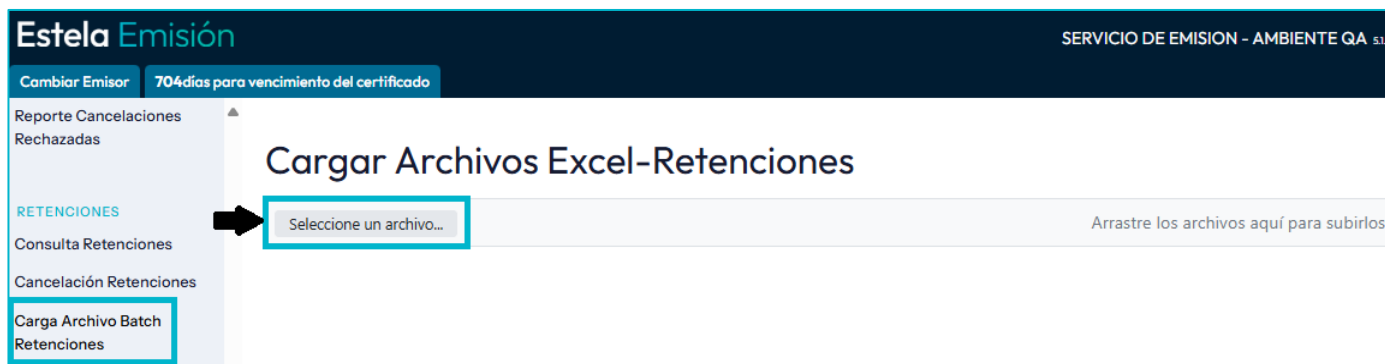 Estela Emisión
SERVICIO DE EMISION - AMBIENTE QA 5.1.
Cambiar Emisor
704días para vencimiento del certificado
Reporte Cancelaciones
Rechazadas
Cargar Archivos Excel-Retenciones
RETENCIONES
Seleccione un archivo...
Arrastre los archivos aquí para subirlos
Consulta Retenciones
Cancelación Retenciones
Carga Archivo Batch
Retenciones